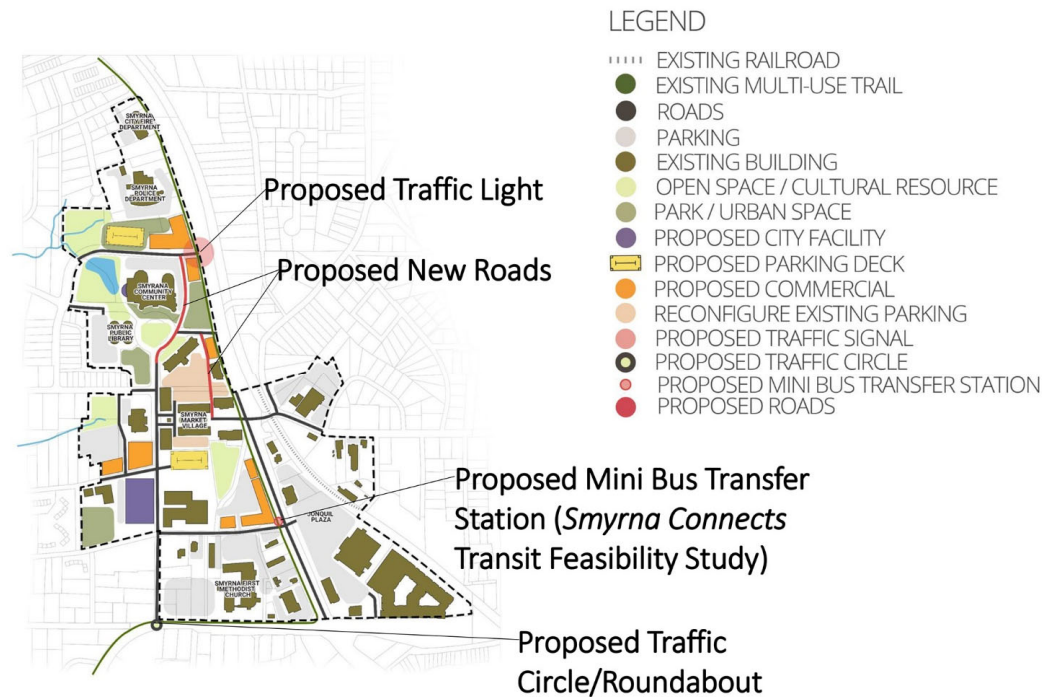 LEGEND
EXISTING RAILROAD
EXISTING MULTI-USE TRAIL
ROADS
PARKING
EXISTING BUILDING
OPEN SPACE / CULTURAL RESOURCE
PARK / URBAN SPACE
PROPOSED CITY FACILITY
PROPOSED PARKING DECK
PROPOSED COMMERCIAL
RECONFIGURE EXISTING PARKING
PROPOSED TRAFFIC SIGNAL
PROPOSED TRAFFIC CIRCLE
PROPOSED MINI BUS TRANSFER STATION
PROPOSED ROADS
SMYRNA
CITY FIRE
DEPARTMENT
SMYRNA
POLICE
DEPARTMENT
Proposed Traffic Light
Proposed New Roads
SMYRANA
COMMUNITY
CENTER
SMYRNA
PUBLIC
LIBRARY
SMYRNA
MARKET
VILLAGE
Proposed Mini Bus Transfer
Station (Smyrna Connects
Transit Feasibility Study)
JONQUIL
PLAZA
SMYRNA FIRST
METHODIST
CHURCH
Proposed Traffic
Circle/Roundabout